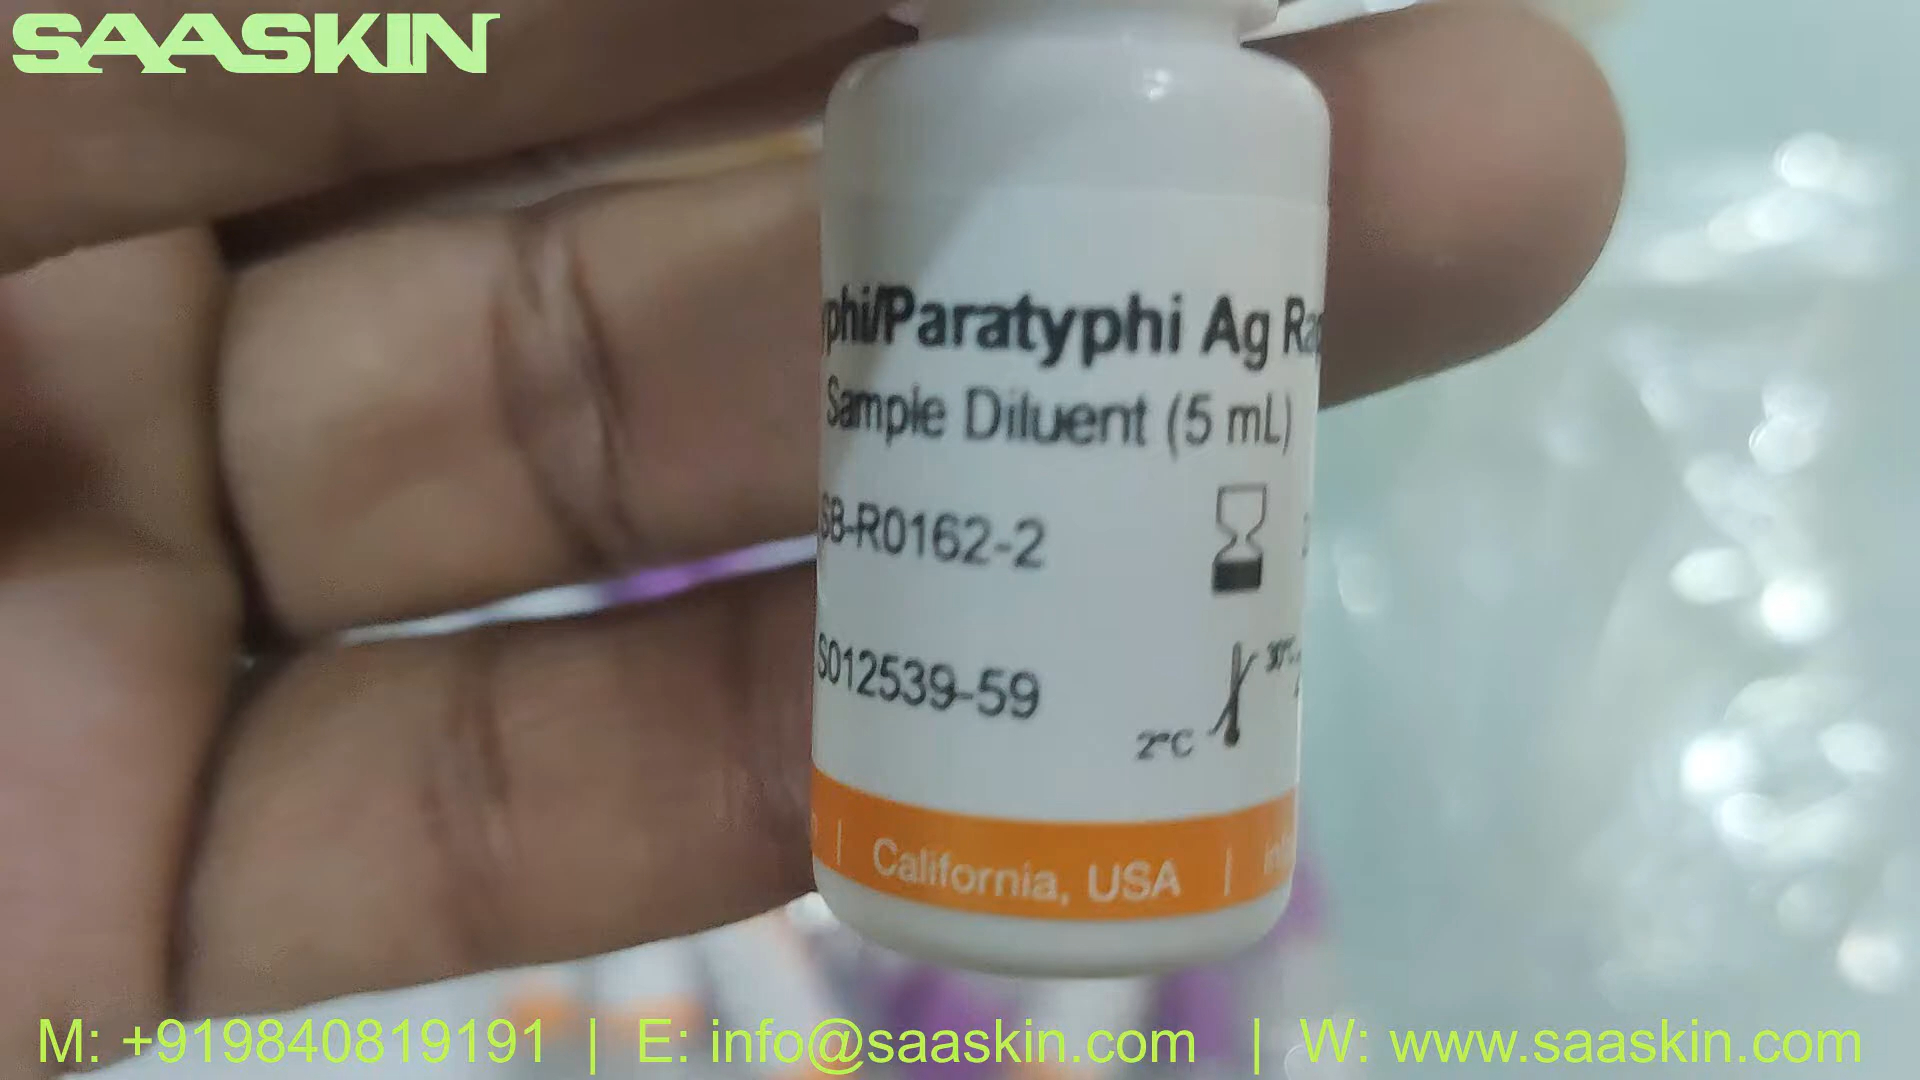 SAASKIN
phi/Paratyphi Ag Ra
Sample Diluent (5 mL)
SB-R0162-2
S012539-59
30°
2°C
| California, USA |
M: +919840819191 | E: info@saaskin.com | W: www.saaskin.com